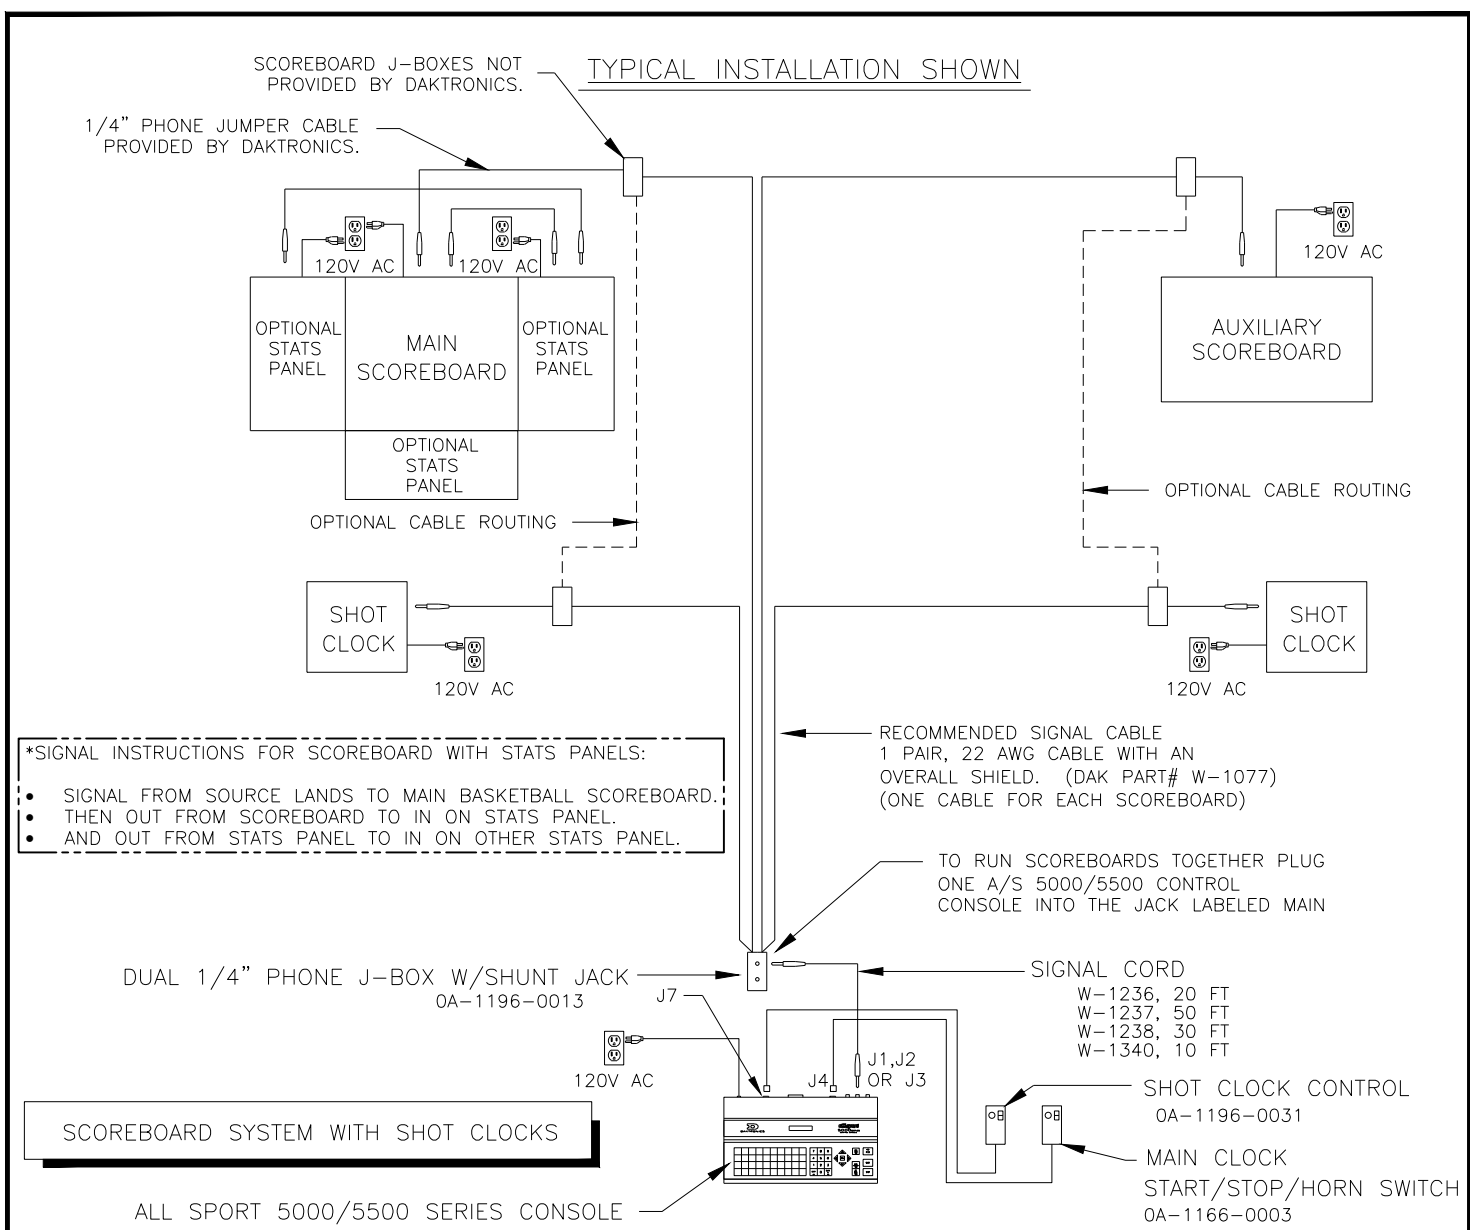 SCOREBOARD J-BOXES NOT
PROVIDED BY DAKTRONICS.
TYPICAL INSTALLATION SHOWN
1/4" PHONE JUMPER CABLE
PROVIDED BY DAKTRONICS.
120V AC
120V AC
120V AC
OPTIONAL
STATS
PANEL
MAIN
SCOREBOARD
OPTIONAL
STATS
PANEL
AUXILIARY
SCOREBOARD
OPTIONAL
STATS
PANEL
OPTIONAL CABLE ROUTING
OPTIONAL CABLE ROUTING
SHOT
CLOCK
120V AC
SHOT
CLOCK
120V AC
*SIGNAL INSTRUCTIONS FOR SCOREBOARD WITH STATS PANELS:
• SIGNAL FROM SOURCE LANDS TO MAIN BASKETBALL SCOREBOARD.
• THEN OUT FROM SCOREBOARD TO IN ON STATS PANEL.
• AND OUT FROM STATS PANEL TO IN ON OTHER STATS PANEL.
RECOMMENDED SIGNAL CABLE
1 PAIR, 22 AWG CABLE WITH AN
OVERALL SHIELD. (DAK PART# W-1077)
(ONE CABLE FOR EACH SCOREBOARD)
TO RUN SCOREBOARDS TOGETHER PLUG
ONE A/S 5000/5500 CONTROL
CONSOLE INTO THE JACK LABELED MAIN
DUAL 1/4" PHONE J-BOX W/SHUNT JACK
0A-1196-0013
J7
SIGNAL CORD
W-1236, 20 FT
W-1237, 50 FT
W-1238, 30 FT
W-1340, 10 FT
120V AC
J4
J1,J2
OR J3
SHOT CLOCK CONTROL
0A-1196-0031
SCOREBOARD SYSTEM WITH SHOT CLOCKS
MAIN CLOCK
START/STOP/HORN SWITCH
0A-1166-0003
ALL SPORT 5000/5500 SERIES CONSOLE